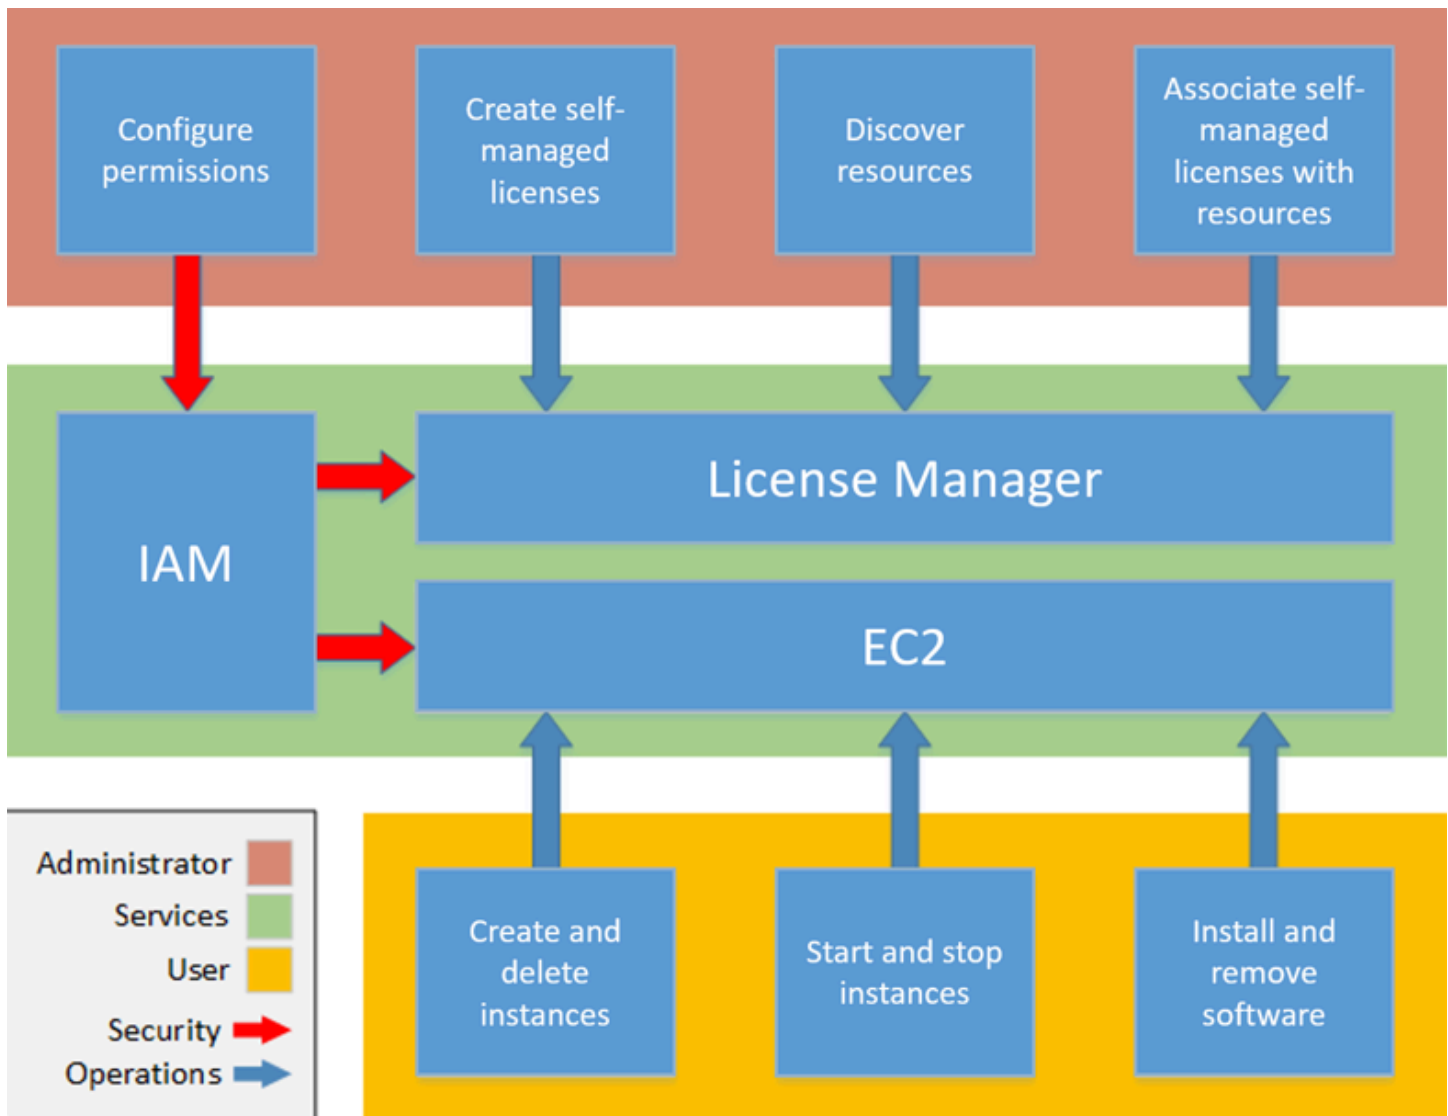 Configure
permissions
Create self-
managed
licenses
Discover
resources
Associate self-
managed
licenses with
resources
IAM
License Manager
EC2
Administrator
Services
User
Security
Operations
Create and
delete
instances
Start and stop
instances
Install and
remove
software